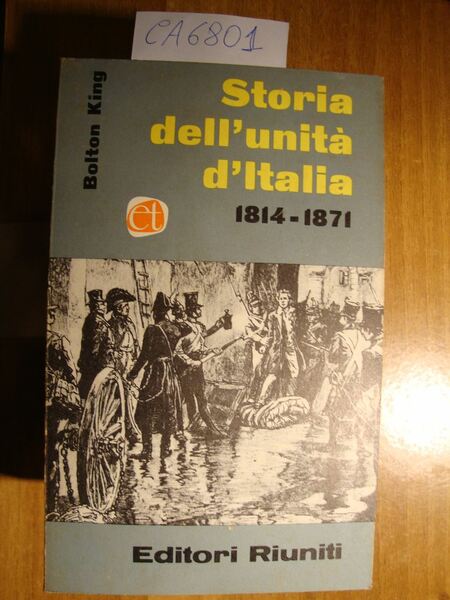 CA6801
Bolton King
Storia
dell'unità
d'Italia
1814-1871
et
Editori Riuniti